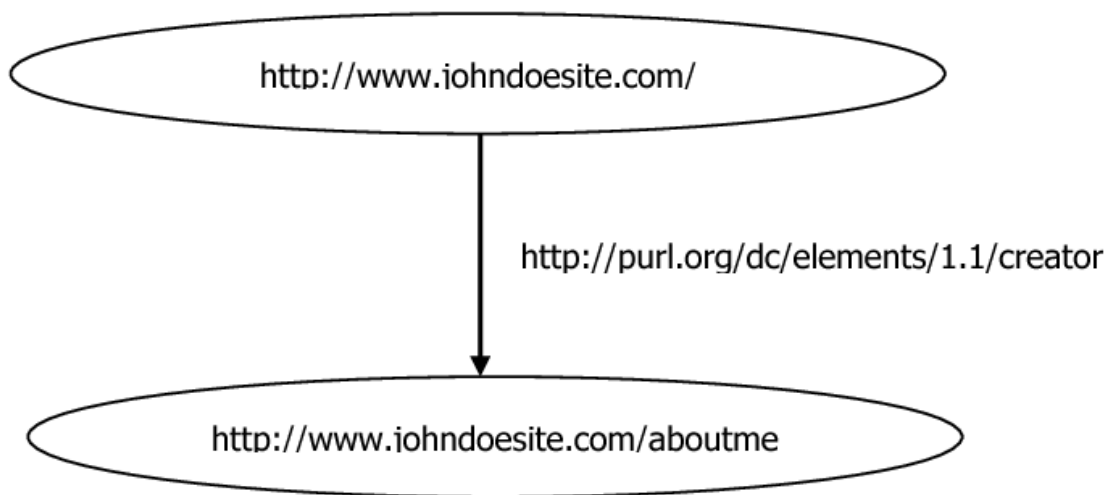 http://www.johndoesite.com/
http://purl.org/dc/elements/1.1/creator
http://www.johndoesite.com/aboutme